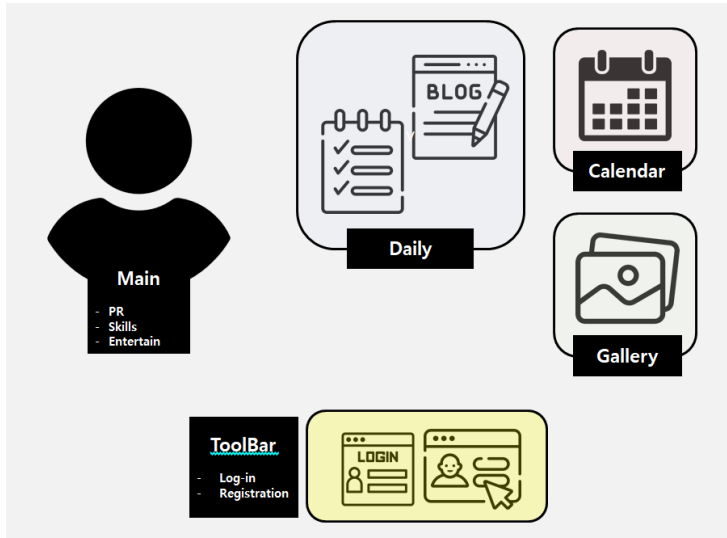 Main
- PR
- Skills
- Entertain
BLOG
Daily
Calendar
Gallery
ToolBar
- Log-in
- Registration
LOGIN